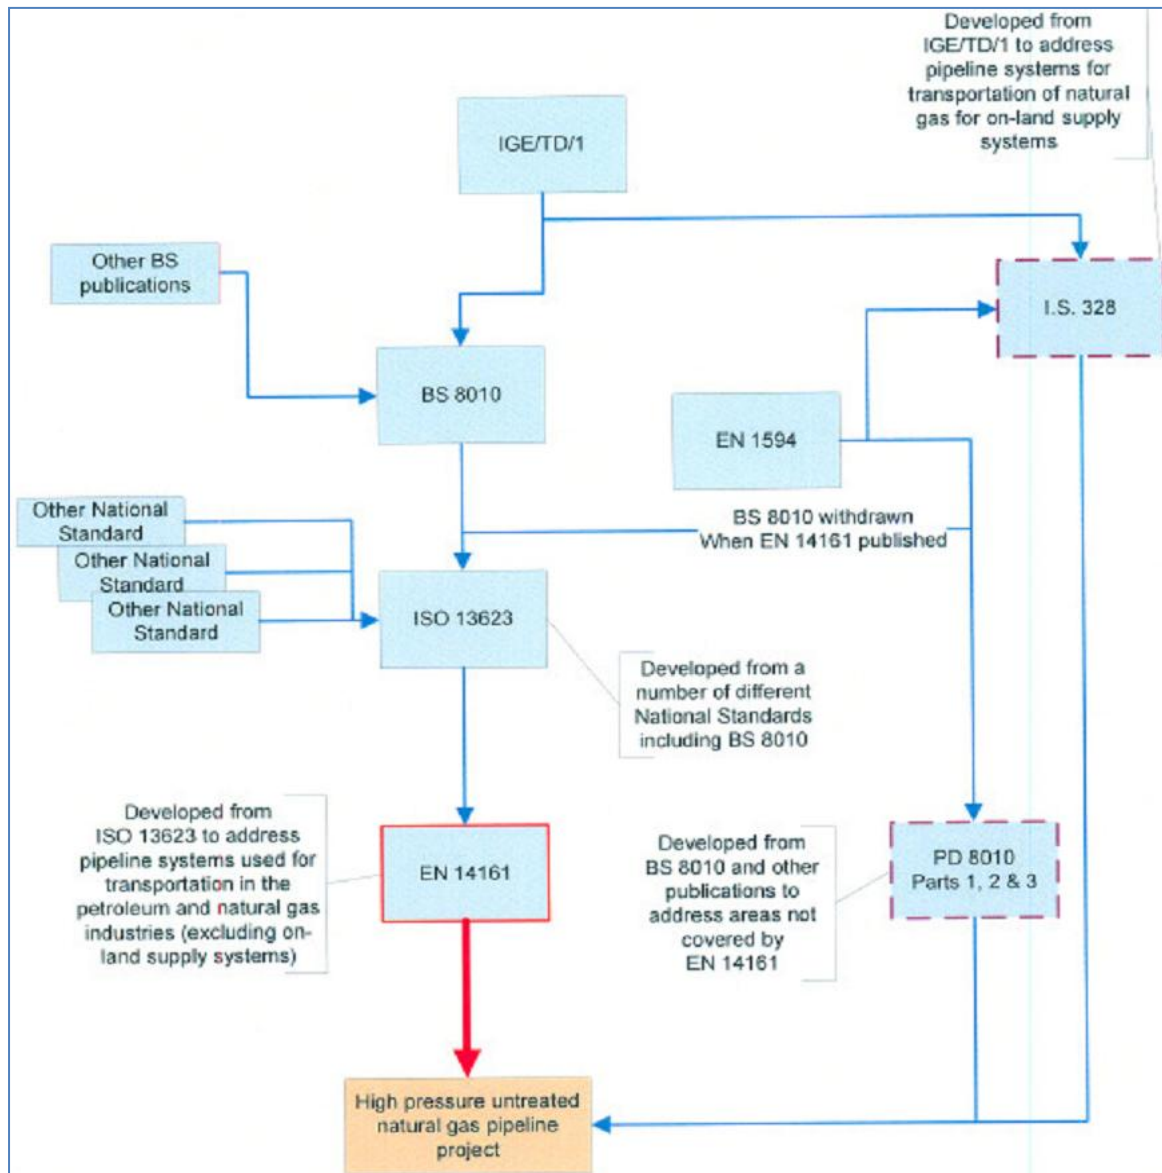 Developed from
IGE/TD/1 to address
pipeline systems for
transportation of natural
gas for on-land supply
systems
IGE/TD/1
Other BS
publications
I.S. 328
BS 8010
EN 1594
Other National
Standard
Other National
Standard
Other National
Standard
BS 8010 withdrawn
When EN 14161 published
ISO 13623
Developed from a
number of different
National Standards
including BS 8010
Developed from
ISO 13623 to address
pipeline systems used for
transportation in the
petroleum and natural gas
industries (excluding on-
land supply systems)
EN 14161
Developed from
BS 8010 and other
publications to
address areas not
covered by
EN 14161
PD 8010
Parts 1, 2 & 3
High pressure untreated
natural gas pipeline
project